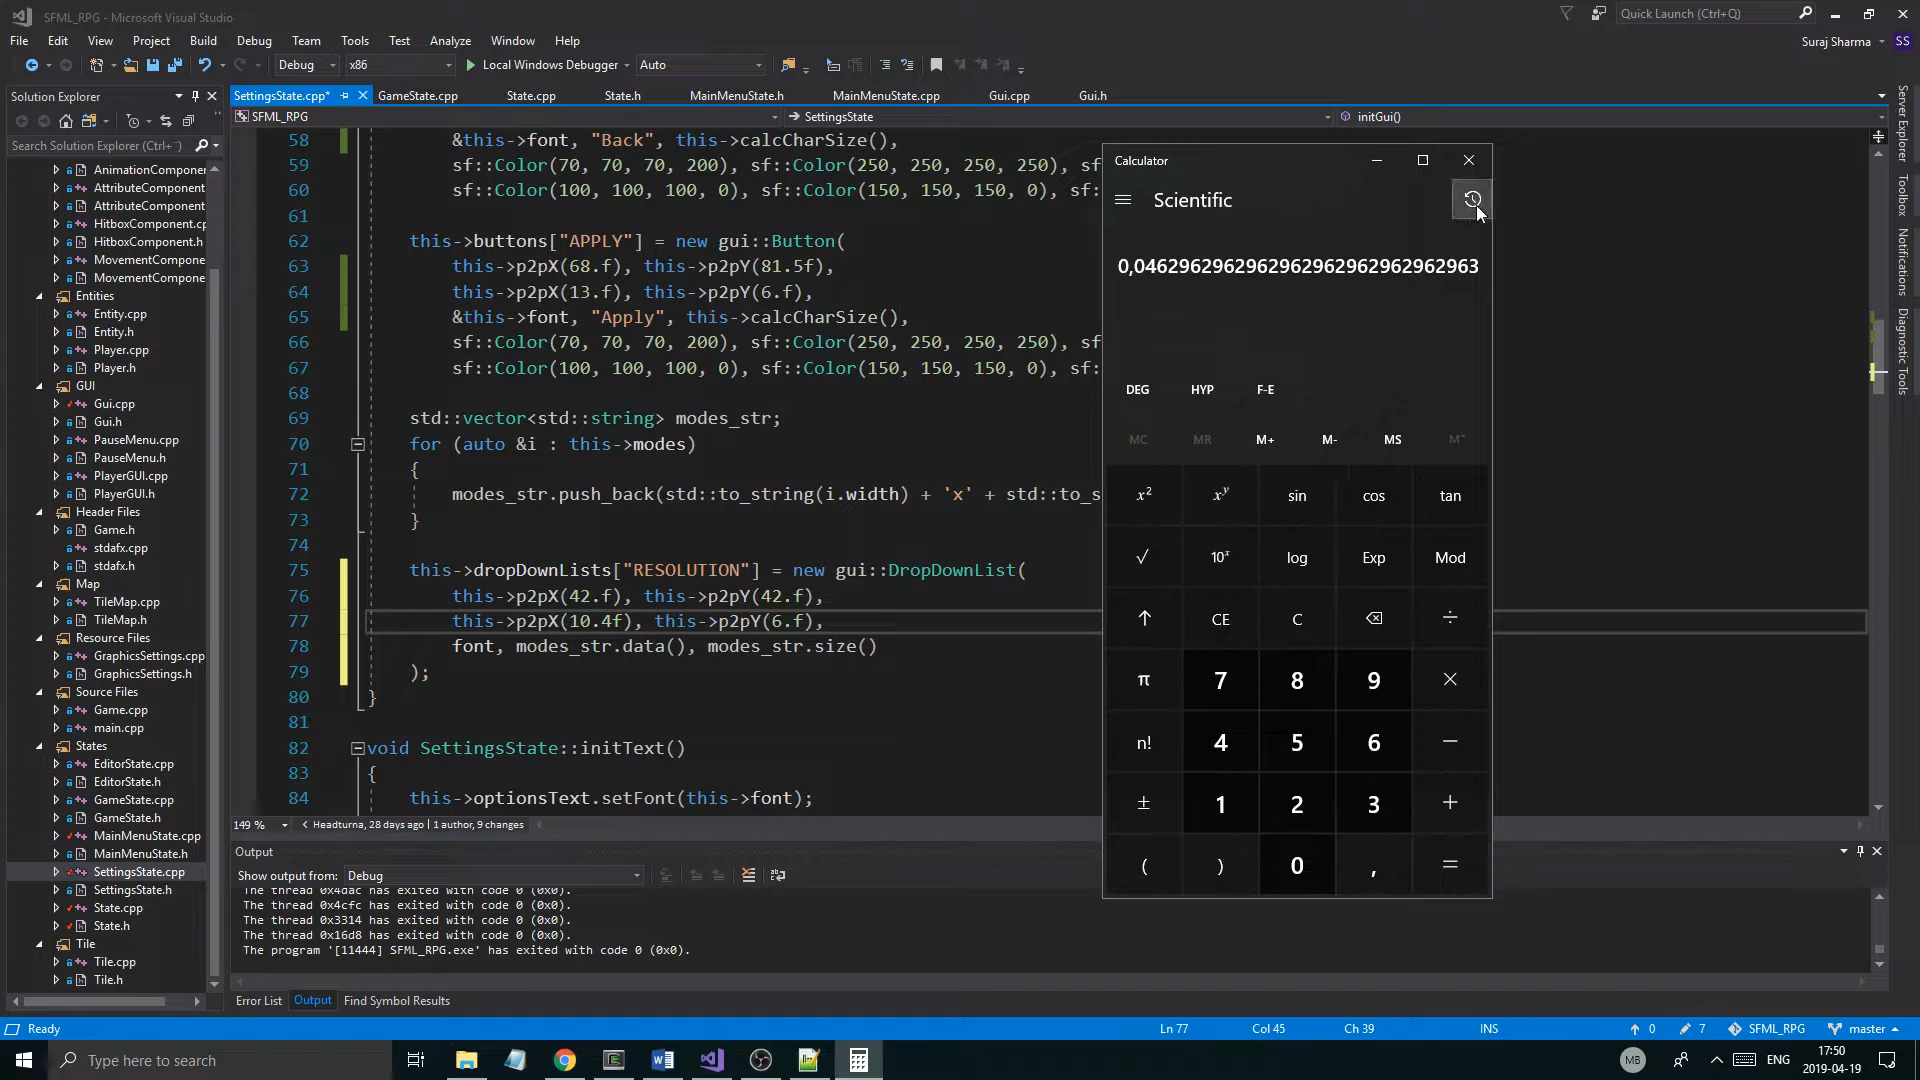 SFML_RPG - Microsoft Visual Studio
Quick Launch (Ctrl+Q)
File Edit View Project Build Debug Team Tools Test Analyze Window Help
Suraj Sharma SS
Debug x86 Local Windows Debugger Auto
Solution Explorer
SettingsState.cpp* GameState.cpp State.cpp State.h MainMenuState.h MainMenuState.cpp Gui.cpp Gui.h
SFML_RPG SettingsState initGui()
Search Solution Explorer (Ctrl+¨)
AnimationComponer
AttributeComponent
AttributeComponent
HitboxComponent.cp
HitboxComponent.h
MovementCompone
MovementCompone
Entities
Entity.cpp
Entity.h
Player.cpp
Player.h
GUI
Gui.cpp
Gui.h
PauseMenu.cpp
PauseMenu.h
PlayerGUI.cpp
PlayerGUI.h
Header Files
Game.h
stdafx.cpp
stdafx.h
Map
TileMap.cpp
TileMap.h
Resource Files
GraphicsSettings.cpp
GraphicsSettings.h
Source Files
Game.cpp
main.cpp
States
EditorState.cpp
EditorState.h
GameState.cpp
GameState.h
MainMenuState.cpp
MainMenuState.h
SettingsState.cpp
SettingsState.h
State.cpp
State.h
Tile
Tile.cpp
Tile.h
58 &this->font, "Back", this->calcCharSize(),
59 sf::Color(70, 70, 70, 200), sf::Color(250, 250, 250, 250), sf
60 sf::Color(100, 100, 100, 0), sf::Color(150, 150, 150, 0), sf:
61
62 this->buttons["APPLY"] = new gui::Button(
63 this->p2pX(68.f), this->p2pY(81.5f),
64 this->p2pX(13.f), this->p2pY(6.f),
65 &this->font, "Apply", this->calcCharSize(),
66 sf::Color(70, 70, 70, 200), sf::Color(250, 250, 250, 250), sf
67 sf::Color(100, 100, 100, 0), sf::Color(150, 150, 150, 0), sf:
68
69 std::vector<std::string> modes_str;
70 for (auto &i : this->modes)
71 {
72 modes_str.push_back(std::to_string(i.width) + 'x' + std::to_s
73 }
74
75 this->dropDownLists["RESOLUTION"] = new gui::DropDownList(
76 this->p2pX(42.f), this->p2pY(42.f),
77 this->p2pX(10.4f), this->p2pY(6.f),
78 font, modes_str.data(), modes_str.size()
79 );
80 }
81
82 void SettingsState::initText()
83 {
84 this->optionsText.setFont(this->font);
149 % Headturna, 28 days ago | 1 author, 9 changes
Calculator
Scientific
0,0462962962962962962962962962963
DEG HYP F-E
MC MR M+ M- MS M˅
x² xʸ sin cos tan
√ 10ˣ log Exp Mod
↑ CE C ⌫ ÷
π 7 8 9 ×
n! 4 5 6 −
± 1 2 3 +
( ) 0 , =
Server Explorer
Toolbox
Notifications
Diagnostic Tools
Output
Show output from: Debug
The thread 0x4dac has exited with code 0 (0x0).
The thread 0x4cfc has exited with code 0 (0x0).
The thread 0x3314 has exited with code 0 (0x0).
The thread 0x16d8 has exited with code 0 (0x0).
The program '[11444] SFML_RPG.exe' has exited with code 0 (0x0).
Error List Output Find Symbol Results
Ready Ln 77 Col 45 Ch 39 INS 0 7 SFML_RPG master
Type here to search
MB ENG
17:50
2019-04-19